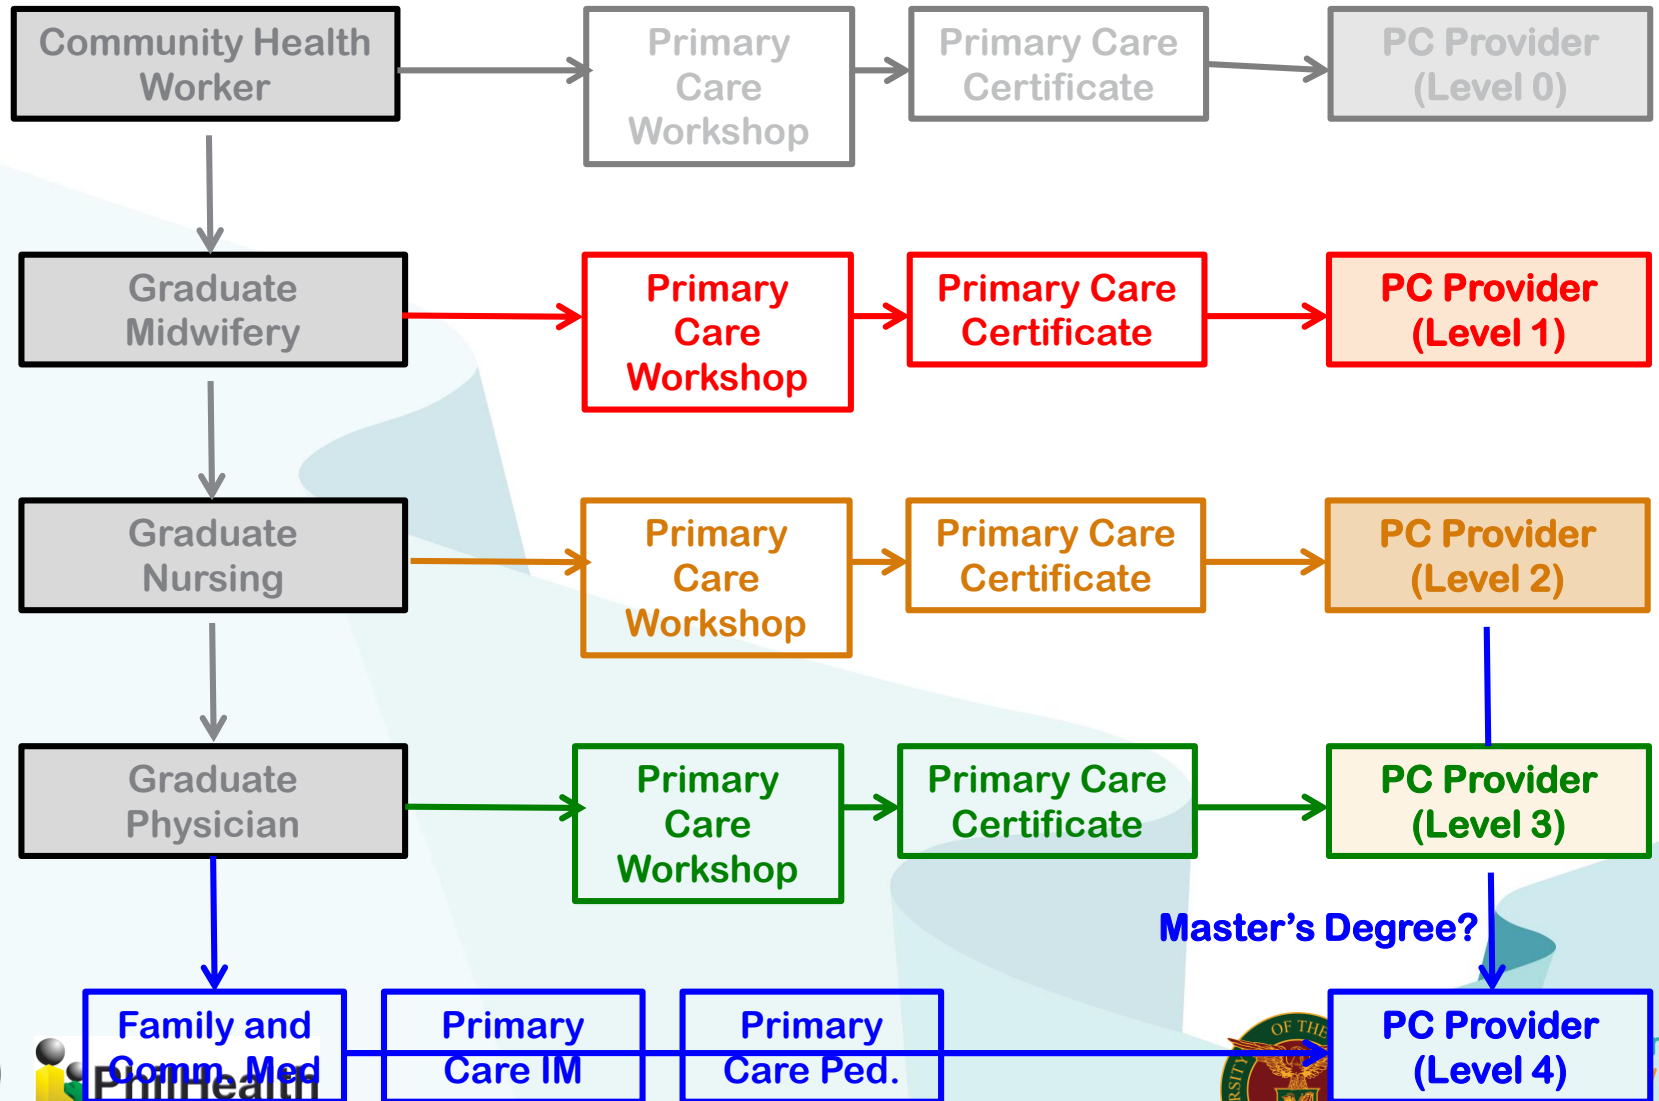 Community Health
Worker
Primary
Care
Workshop
Primary Care
Certificate
PC Provider
(Level 0)
Graduate
Midwifery
Primary
Care
Workshop
Primary Care
Certificate
PC Provider
(Level 1)
Graduate
Nursing
Primary
Care
Workshop
Primary Care
Certificate
PC Provider
(Level 2)
Graduate
Physician
Primary
Care
Workshop
Primary Care
Certificate
PC Provider
(Level 3)
Master's Degree?
Family and
Comm. Med
Primary
Care IM
Primary
Care Ped.
PC Provider
(Level 4)
PhilHealth
OF THE